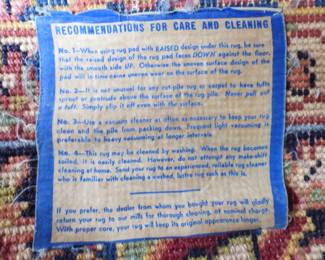 RECOMMENDATIONS FOR CARE AND CLEANING
No. 1—When using rug pad with RAISED design under this rug, be sure
that the raised design of the rug pad faces DOWN against the floor,
with the smooth side UP. Otherwise the uneven surface design of the
pad will in time cause uneven wear on the surface of the rug.
No. 2—It is not unusual for any cut-pile rug or carpet to have tufts
sprout or protrude above the surface of the rug pile. Never pull out
a tuft. Simply clip it off even with the surface.
No. 3—Use a vacuum cleaner as often as necessary to keep your rug
clean and the pile from packing down. Frequent light vacuuming is
preferable to heavy vacuuming at longer intervals.
No. 4—This rug may be cleaned by washing. When the rug becomes
soiled, it is easily cleaned. However, do not attempt any makeshift
cleaning at home. Send your rug to an experienced, reliable rug cleaner
who is familiar with cleaning a washed, lustre rug such as this is.
If you prefer, the dealer from whom you bought your rug will gladly
return your rug to our mills for thorough cleaning, at nominal charge.
With proper care, your rug will keep its original appearance longer.